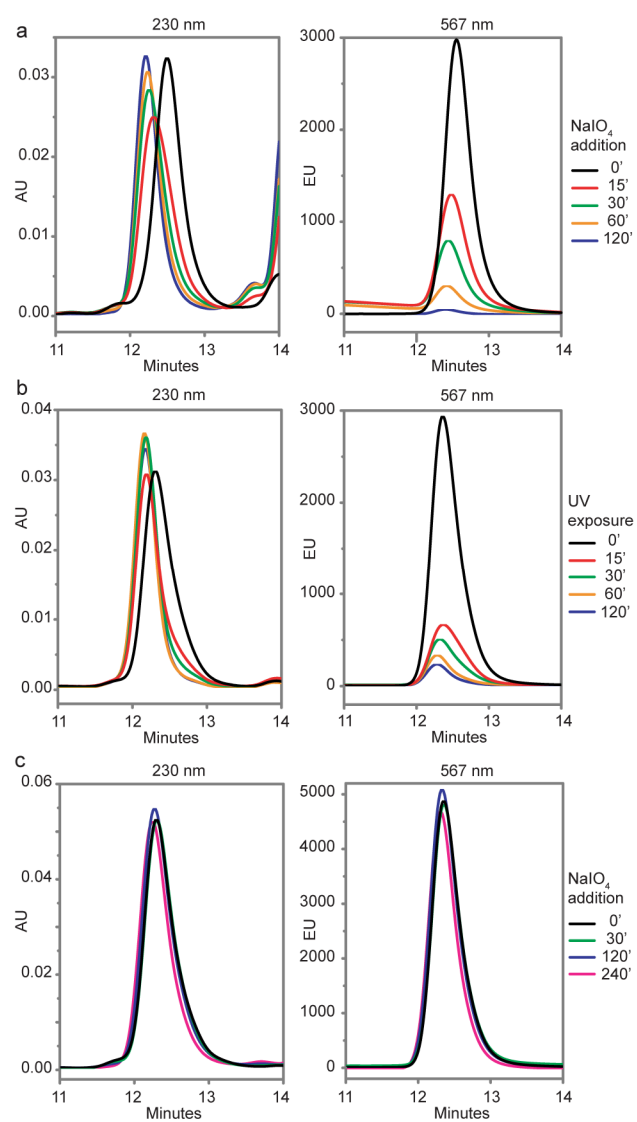 a
230 nm
567 nm
0.03
0.02
0.01
0.00
AU
11
12
13
14
Minutes
3000
2000
1000
0
EU
11
12
13
14
Minutes
NaIO₄
addition
0'
15'
30'
60'
120'
b
230 nm
567 nm
0.04
0.03
0.02
0.01
0.00
AU
11
12
13
14
Minutes
3000
2000
1000
0
EU
11
12
13
14
Minutes
UV
exposure
0'
15'
30'
60'
120'
c
230 nm
567 nm
0.06
0.04
0.02
0.00
AU
11
12
13
14
Minutes
5000
4000
3000
2000
1000
0
EU
11
12
13
14
Minutes
NaIO₄
addition
0'
30'
120'
240'